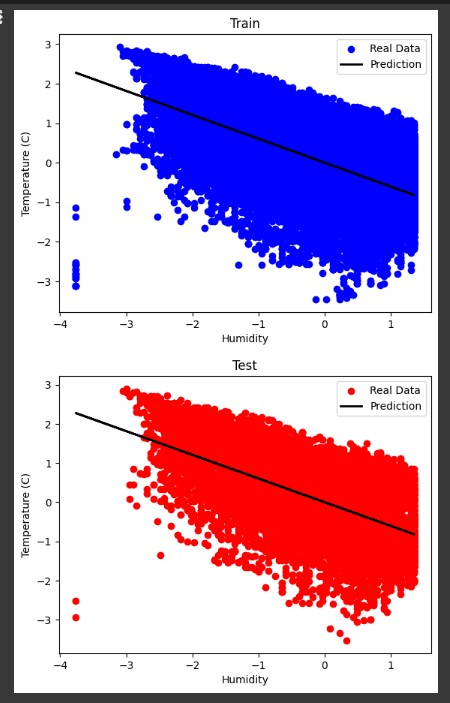 Train
Real Data
Prediction
Temperature (C)
3
2
1
0
−1
−2
−3
−4 −3 −2 −1 0 1
Humidity
Test
Real Data
Prediction
Temperature (C)
3
2
1
0
−1
−2
−3
−4 −3 −2 −1 0 1
Humidity